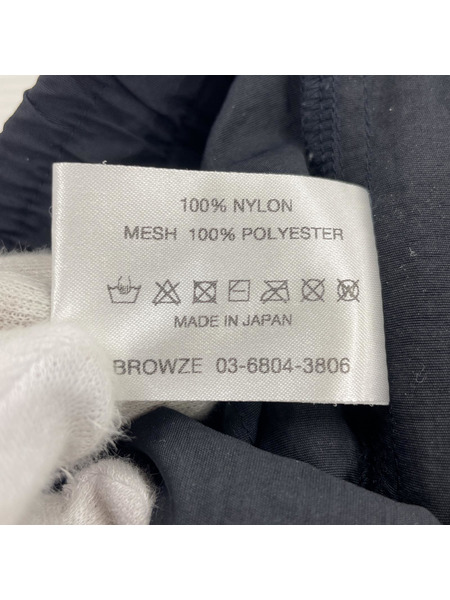 100% NYLON
MESH 100% POLYESTER
MADE IN JAPAN
BROWZE 03-6804-3806